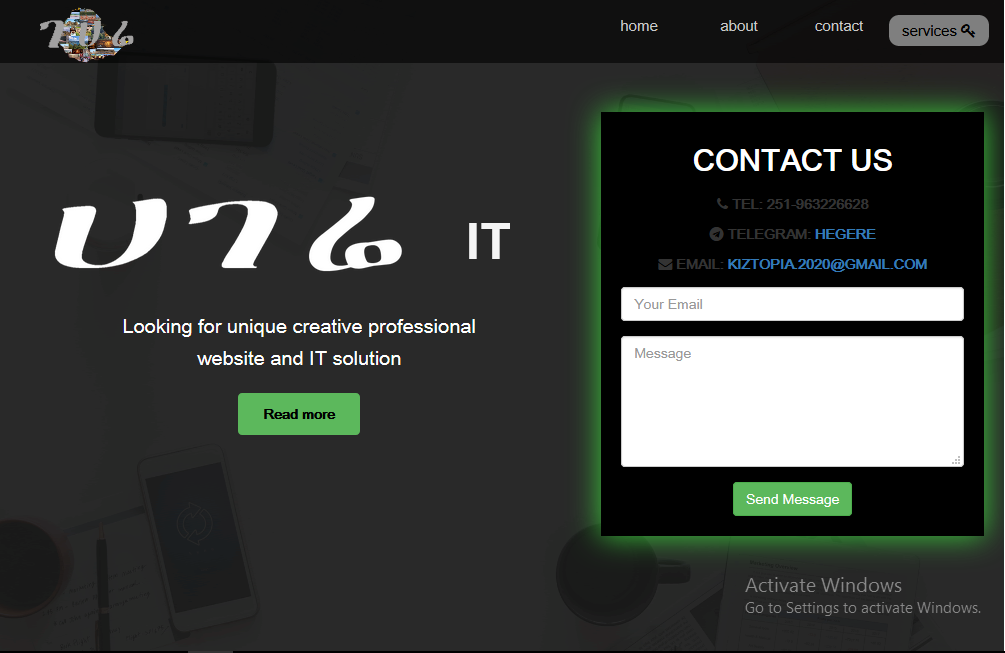 ሀገሬ
home
about
contact
services
ሀገሬ IT
Looking for unique creative professional
website and IT solution
Read more
CONTACT US
TEL: 251-963226628
TELEGRAM: HEGERE
EMAIL: KIZTOPIA.2020@GMAIL.COM
Your Email
Message
Send Message
Activate Windows
Go to Settings to activate Windows.